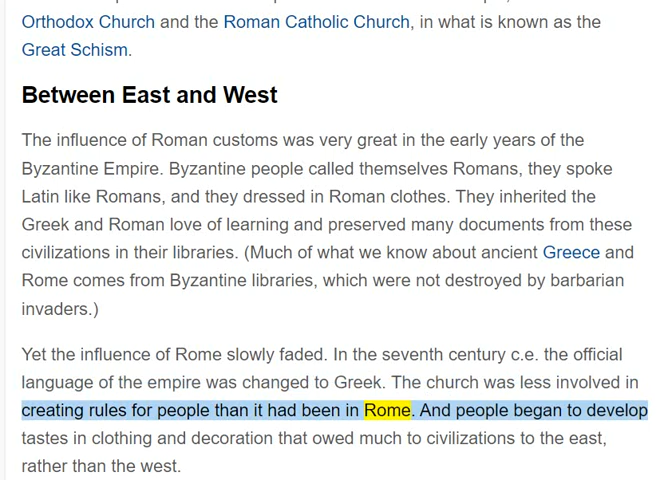 Orthodox Church and the Roman Catholic Church, in what is known as the
Great Schism.
Between East and West
The influence of Roman customs was very great in the early years of the
Byzantine Empire. Byzantine people called themselves Romans, they spoke
Latin like Romans, and they dressed in Roman clothes. They inherited the
Greek and Roman love of learning and preserved many documents from these
civilizations in their libraries. (Much of what we know about ancient Greece and
Rome comes from Byzantine libraries, which were not destroyed by barbarian
invaders.)
Yet the influence of Rome slowly faded. In the seventh century c.e. the official
language of the empire was changed to Greek. The church was less involved in
creating rules for people than it had been in Rome. And people began to develop
tastes in clothing and decoration that owed much to civilizations to the east,
rather than the west.